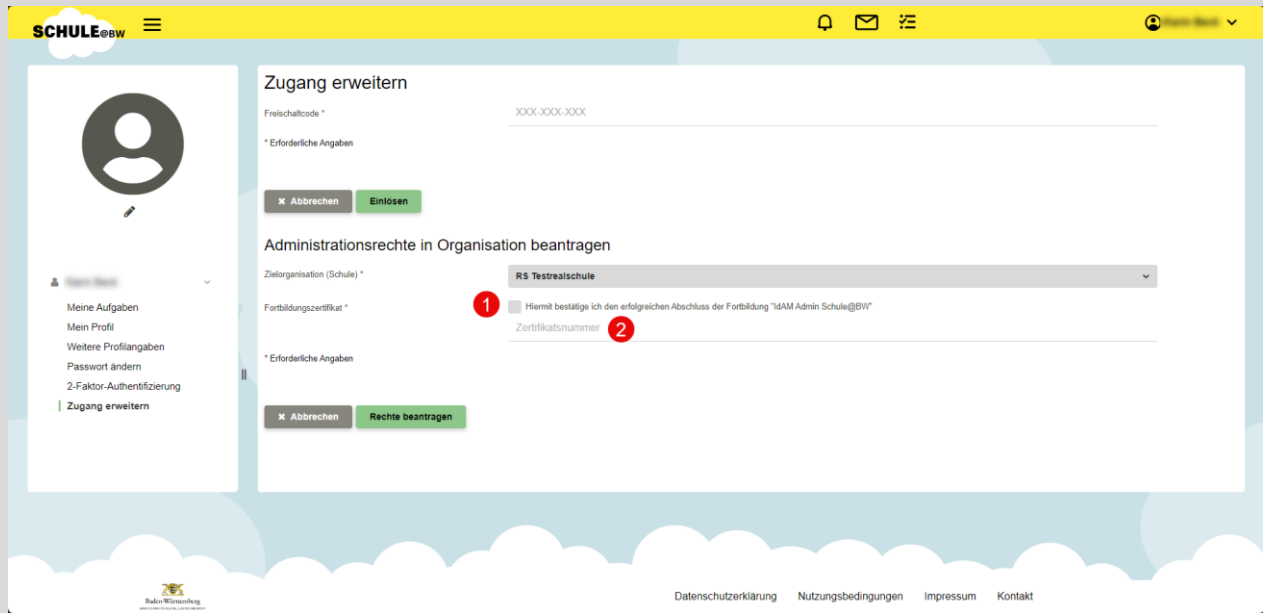 SCHULE@BW
Zugang erweitern
Freischaltcode *
XXX-XXX-XXX
* Erforderliche Angaben
Abbrechen
Einlösen
Administrationsrechte in Organisation beantragen
Zielorganisation (Schule) *
RS Testrealschule
Fortbildungszertifikat *
1
Hiermit bestätige ich den erfolgreichen Abschluss der Fortbildung "IdAM Admin Schule@BW"
Zertifikatsnummer
2
* Erforderliche Angaben
Abbrechen
Rechte beantragen
Meine Aufgaben
Mein Profil
Weitere Profilangaben
Passwort ändern
2-Faktor-Authentifizierung
Zugang erweitern
Baden-Württemberg
Datenschutzerklärung
Nutzungsbedingungen
Impressum
Kontakt